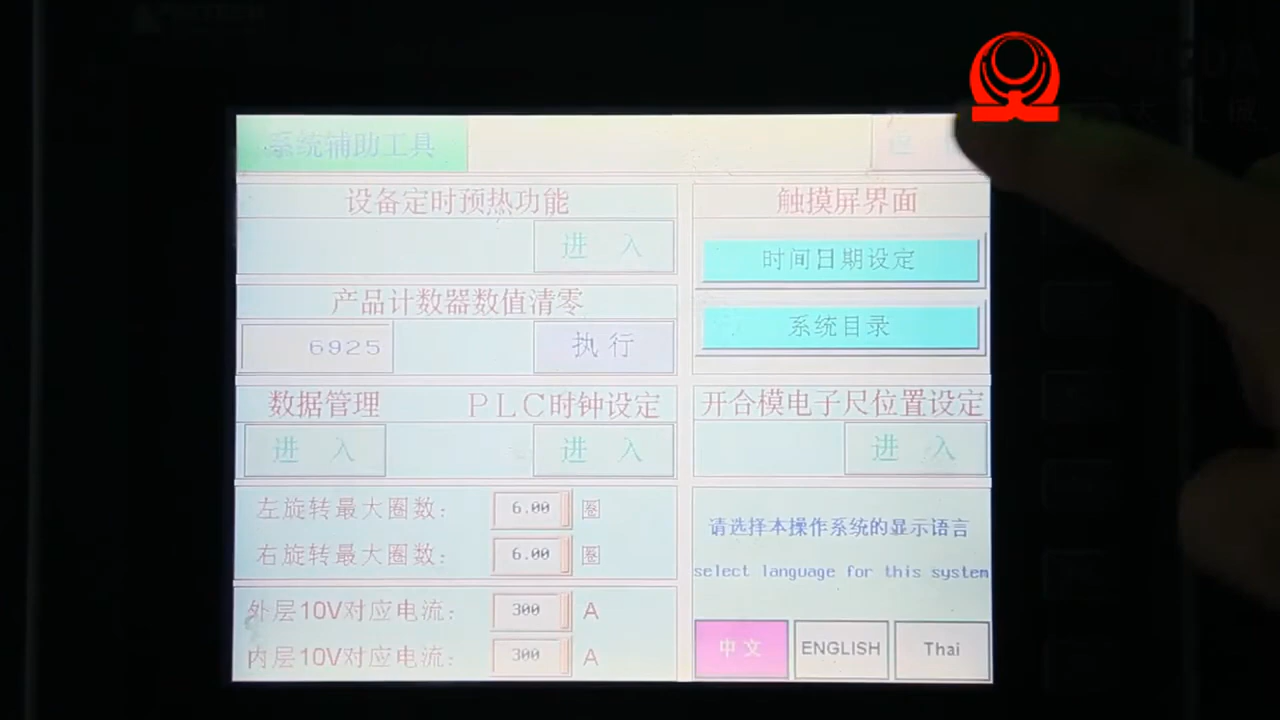 系统辅助工具
设备定时预热功能
进 入
触摸屏界面
时间日期设定
系统目录
产品计数器数值清零
6925
执行
数据管理
PLC时钟设定
进 入
进 入
开合模电子尺位置设定
进 入
左旋转最大圈数:
6.00
圈
右旋转最大圈数:
6.00
圈
外层10V对应电流:
300
A
内层10V对应电流:
300
A
请选择本操作系统的显示语言
select language for this system
中文
ENGLISH
Thai